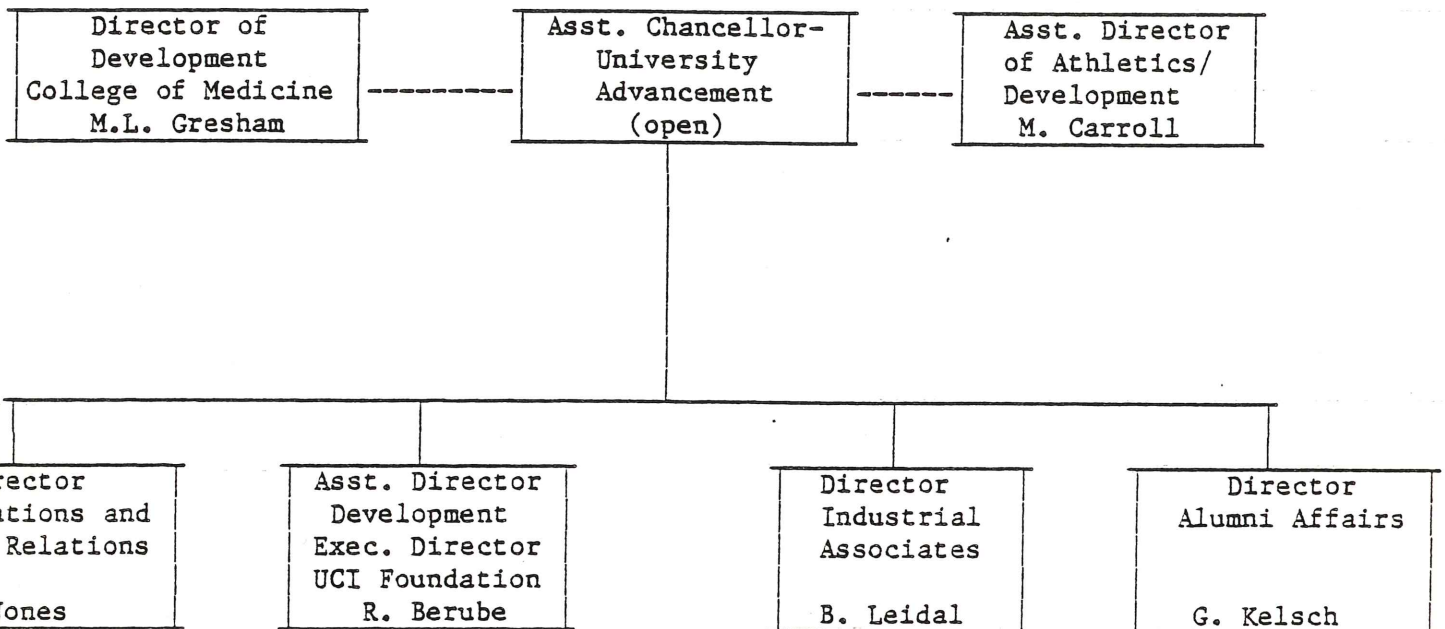 Director of
Development
College of Medicine
M.L. Gresham
Asst. Chancellor-
University
Advancement
(open)
Asst. Director
of Athletics/
Development
M. Carroll
rector
ations and
Relations
Jones
Asst. Director
Development
Exec. Director
UCI Foundation
R. Berube
Director
Industrial
Associates
B. Leidal
Director
Alumni Affairs
G. Kelsch